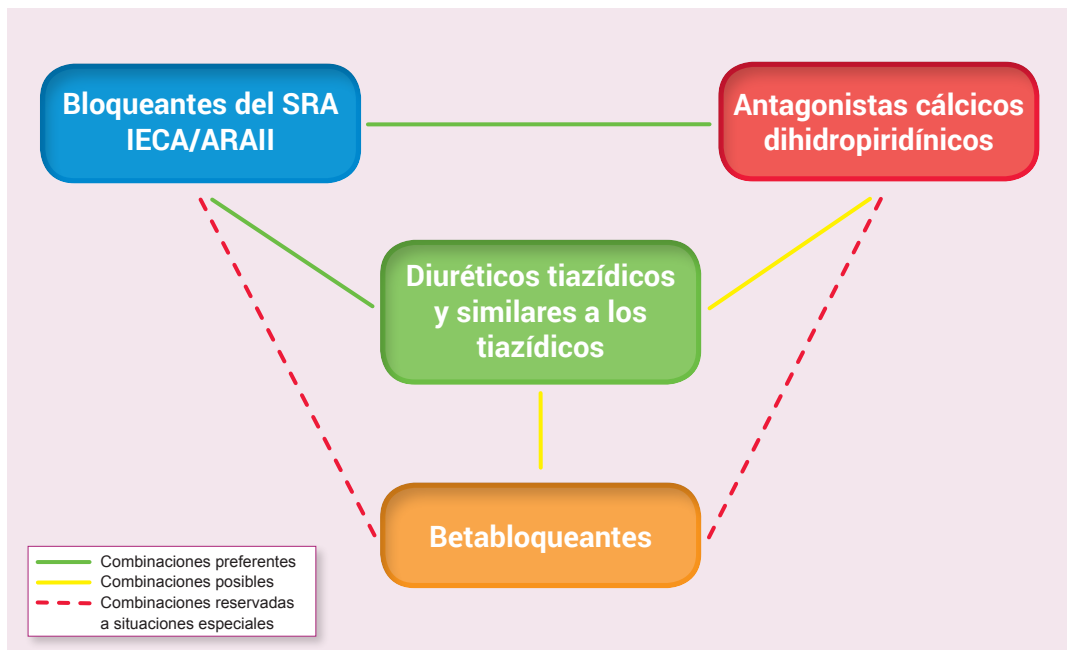 Bloqueantes del SRA
IECA/ARAII
Antagonistas cálcicos
dihidropiridínicos
Diuréticos tiazídicos
y similares a los
tiazídicos
Betabloqueantes
Combinaciones preferentes
Combinaciones posibles
Combinaciones reservadas
a situaciones especiales